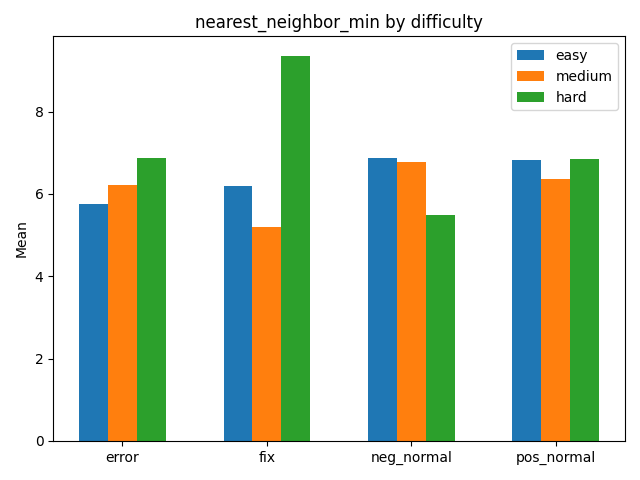 nearest_neighbor_min by difficulty
easy
medium
hard
Mean
8
6
4
2
0
error
fix
neg_normal
pos_normal